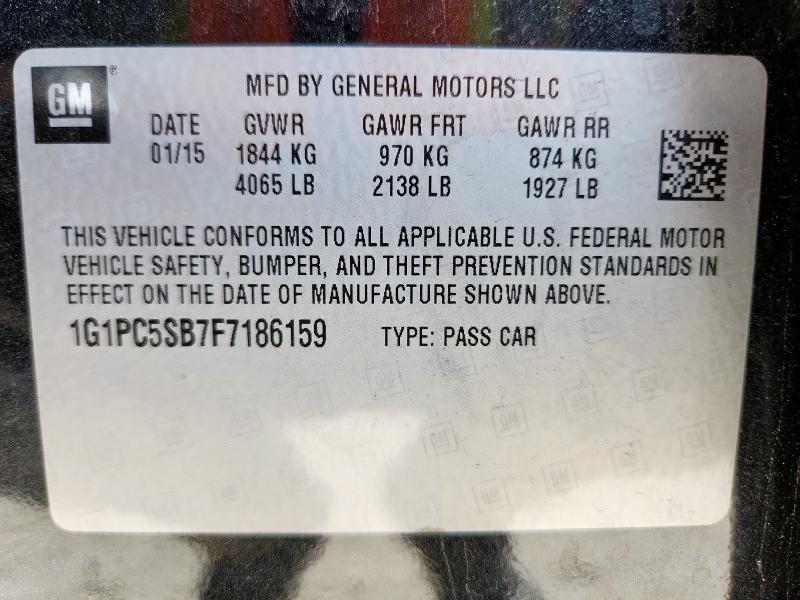 GM ®
MFD BY GENERAL MOTORS LLC
DATE GVWR GAWR FRT GAWR RR
01/15 1844 KG 970 KG 874 KG
4065 LB 2138 LB 1927 LB
THIS VEHICLE CONFORMS TO ALL APPLICABLE U.S. FEDERAL MOTOR
VEHICLE SAFETY, BUMPER, AND THEFT PREVENTION STANDARDS IN
EFFECT ON THE DATE OF MANUFACTURE SHOWN ABOVE.
1G1PC5SB7F7186159 TYPE: PASS CAR